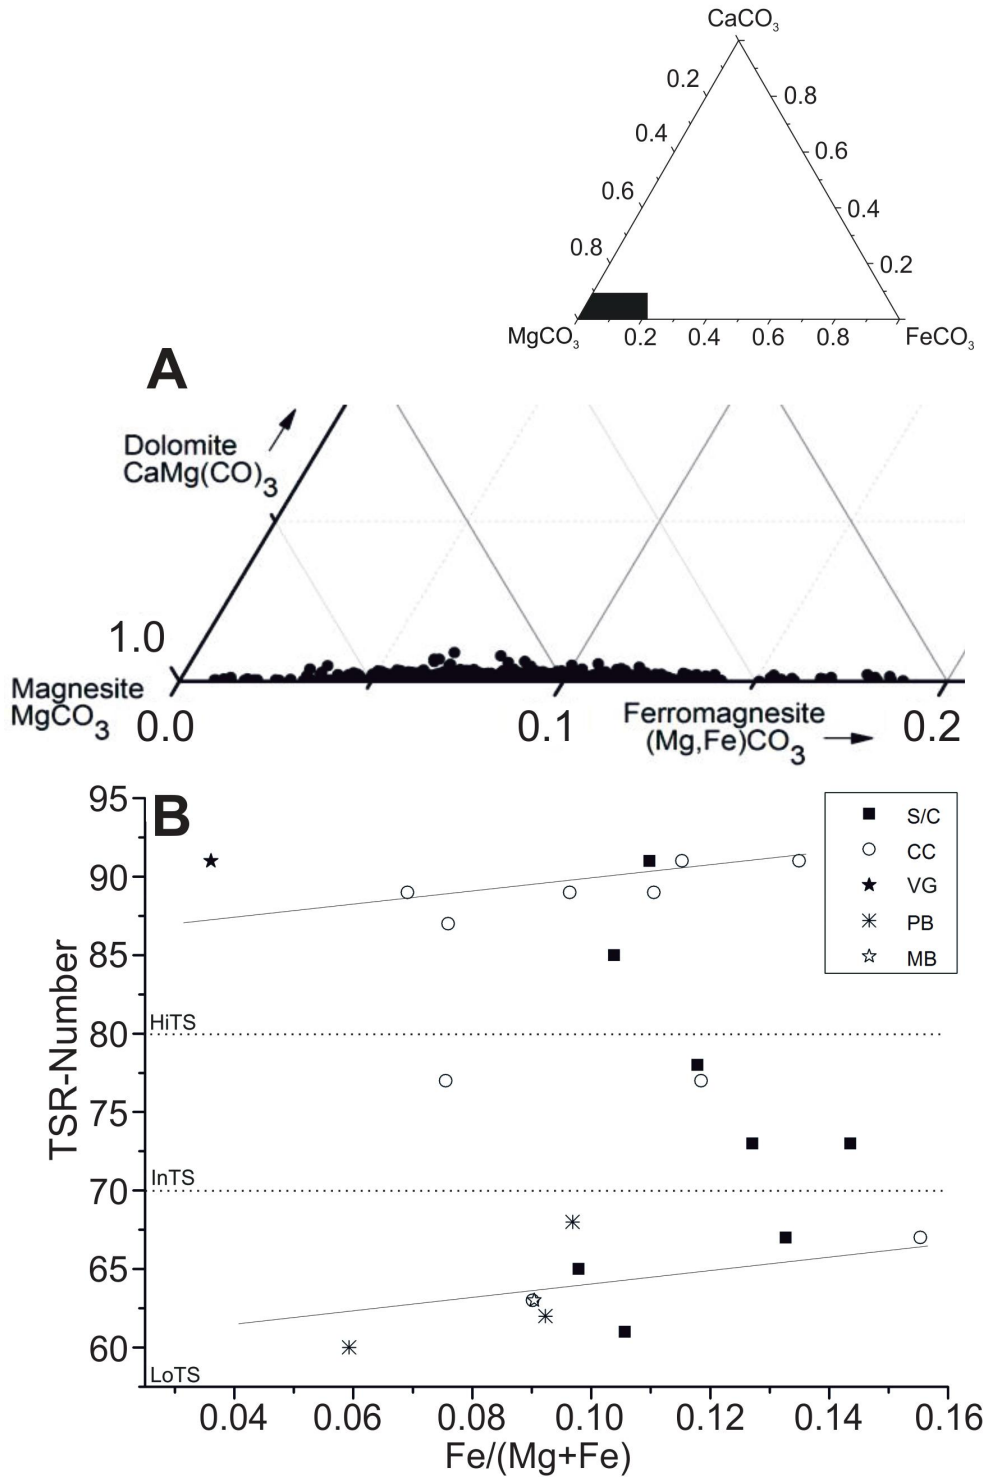 CaCO3
0.2
0.8
0.4
0.6
0.6
0.4
0.8
0.2
MgCO3 0.2 0.4 0.6 0.8 FeCO3
A
Dolomite
CaMg(CO)3
1.0
Magnesite
MgCO3
0.0 0.1 0.2
Ferromagnesite
(Mg,Fe)CO3
B
95
90
85
80
75
70
65
60
TSR-Number
HiTS
InTS
LoTS
S/C
CC
VG
PB
MB
0.04 0.06 0.08 0.10 0.12 0.14 0.16
Fe/(Mg+Fe)